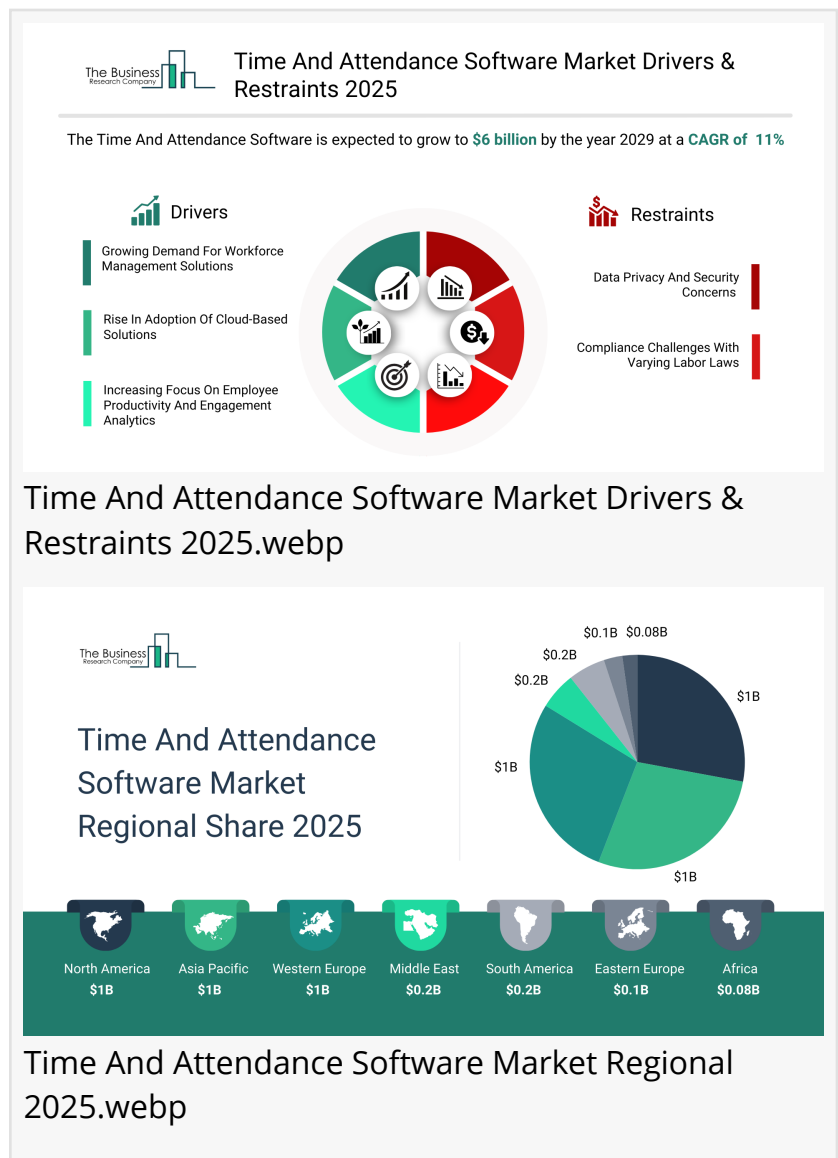 The Business
Research Company
Time And Attendance Software Market Drivers &
Restraints 2025
The Time And Attendance Software is expected to grow to $6 billion by the year 2029 at a CAGR of 11%
Drivers
Growing Demand For Workforce
Management Solutions
Rise In Adoption Of Cloud-Based
Solutions
Increasing Focus On Employee
Productivity And Engagement
Analytics
Restraints
Data Privacy And Security
Concerns
Compliance Challenges With
Varying Labor Laws
Time And Attendance Software Market Drivers &
Restraints 2025.webp
The Business
Research Company
Time And Attendance
Software Market
Regional Share 2025
$0.1B $0.08B
$0.2B
$0.2B
$1B
$1B
$1B
North America
$1B
Asia Pacific
$1B
Western Europe
$1B
Middle East
$0.2B
South America
$0.2B
Eastern Europe
$0.1B
Africa
$0.08B
Time And Attendance Software Market Regional
2025.webp